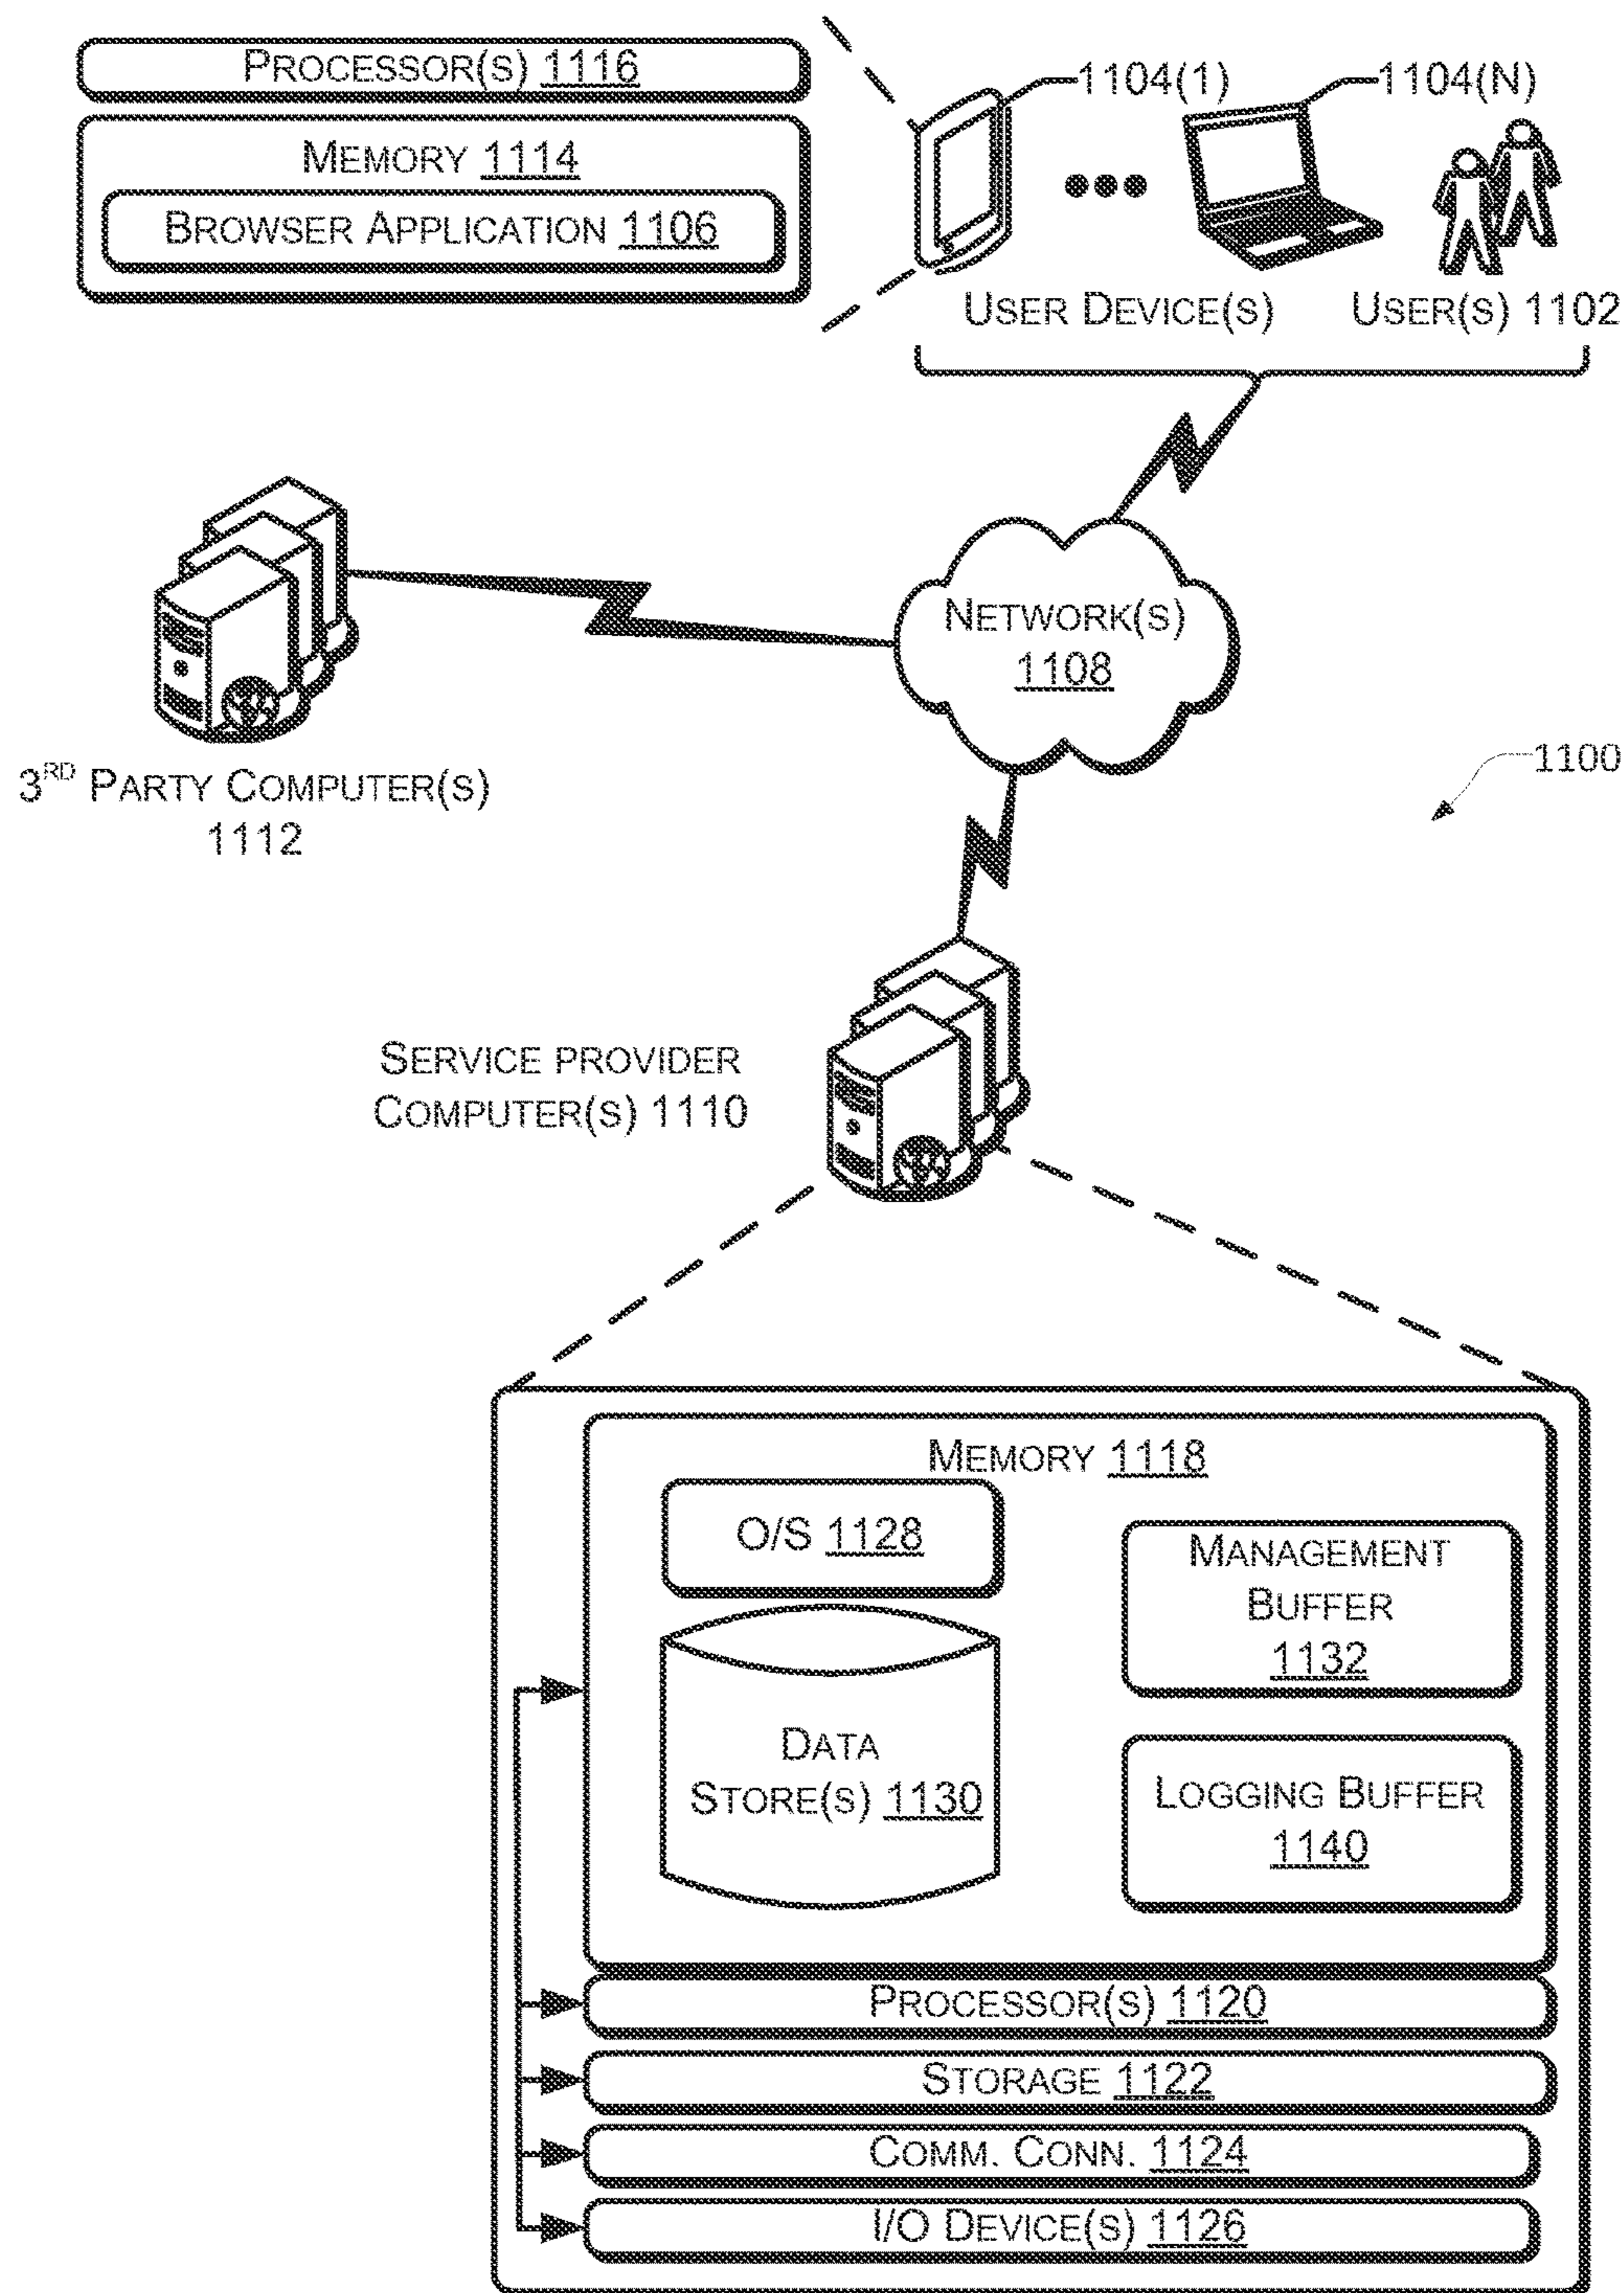 PROCESSOR(S) 1116
MEMORY 1114
BROWSER APPLICATION 1106
1104(1)
1104(N)
USER DEVICE(S)
USER(S) 1102
NETWORK(S)
1108
3RD PARTY COMPUTER(S)
1112
1100
SERVICE PROVIDER
COMPUTER(S) 1110
MEMORY 1118
O/S 1128
MANAGEMENT
BUFFER
1132
DATA
STORE(S) 1130
LOGGING BUFFER
1140
PROCESSOR(S) 1120
STORAGE 1122
COMM. CONN. 1124
I/O DEVICE(S) 1126